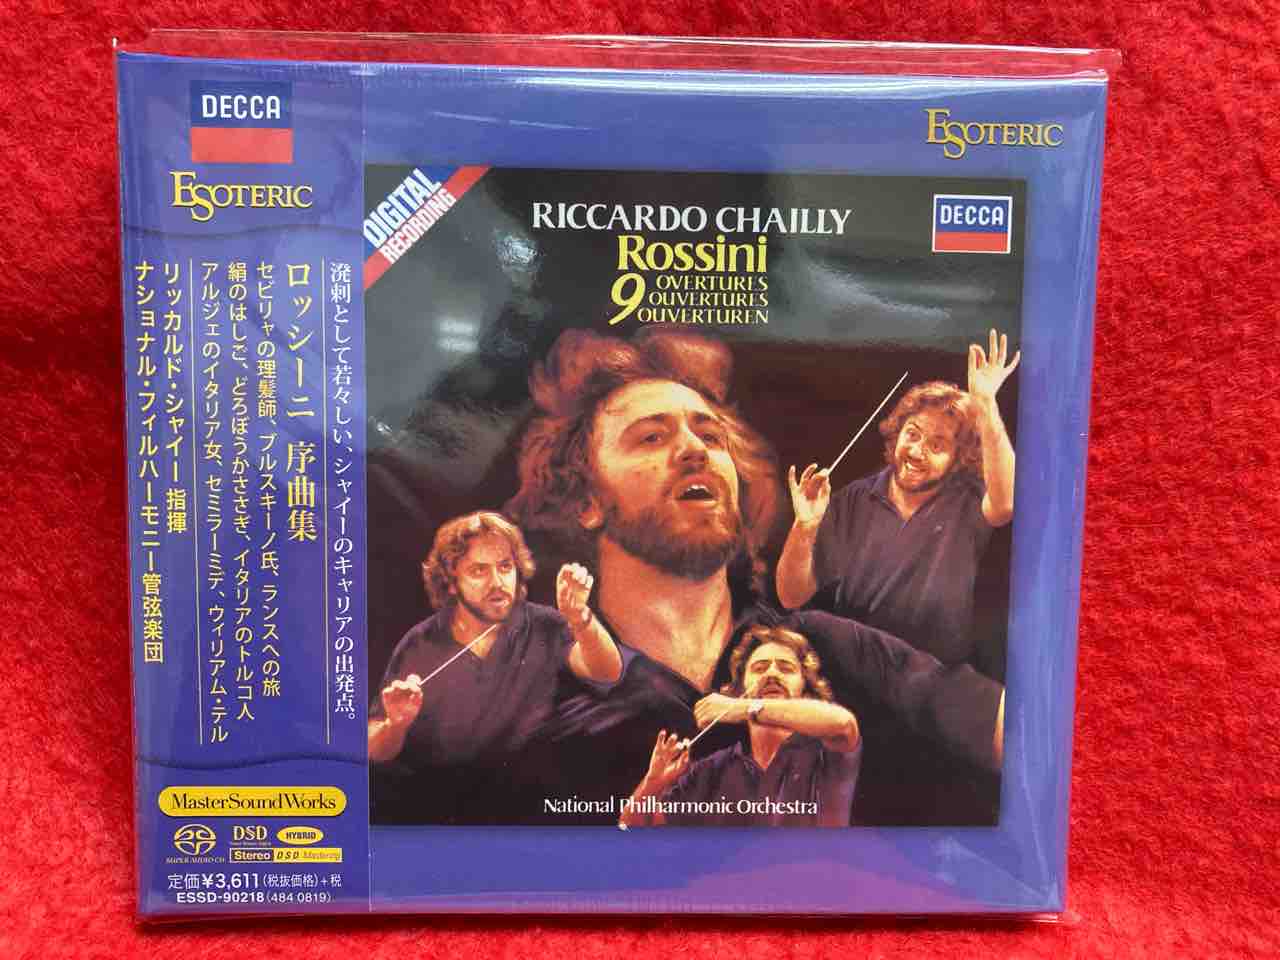 DECCA
ESOTERIC
溌剌として若々しい、シャイーのキャリアの出発点。
ロッシーニ 序曲集
セビリャの理髪師、ブルスキーノ氏、ランスへの旅
絹のはしご、どろぼうかささぎ、イタリアのトルコ人
アルジェのイタリア女、セミラーミデ、ウィリアム・テル
リッカルド・シャイー 指揮
ナショナル・フィルハーモニー管弦楽団
MasterSoundWorks
SUPER AUDIO CD
DSD
HYBRID
Stereo
DSD Mastering
定価¥3,611(税抜価格)+税
ESSD-90218(484 0819)
ESOTERIC
DIGITAL
RECORDING
RICCARDO CHAILLY
DECCA
Rossini
9 OVERTURES
OUVERTURES
OUVERTUREN
National Philharmonic Orchestra